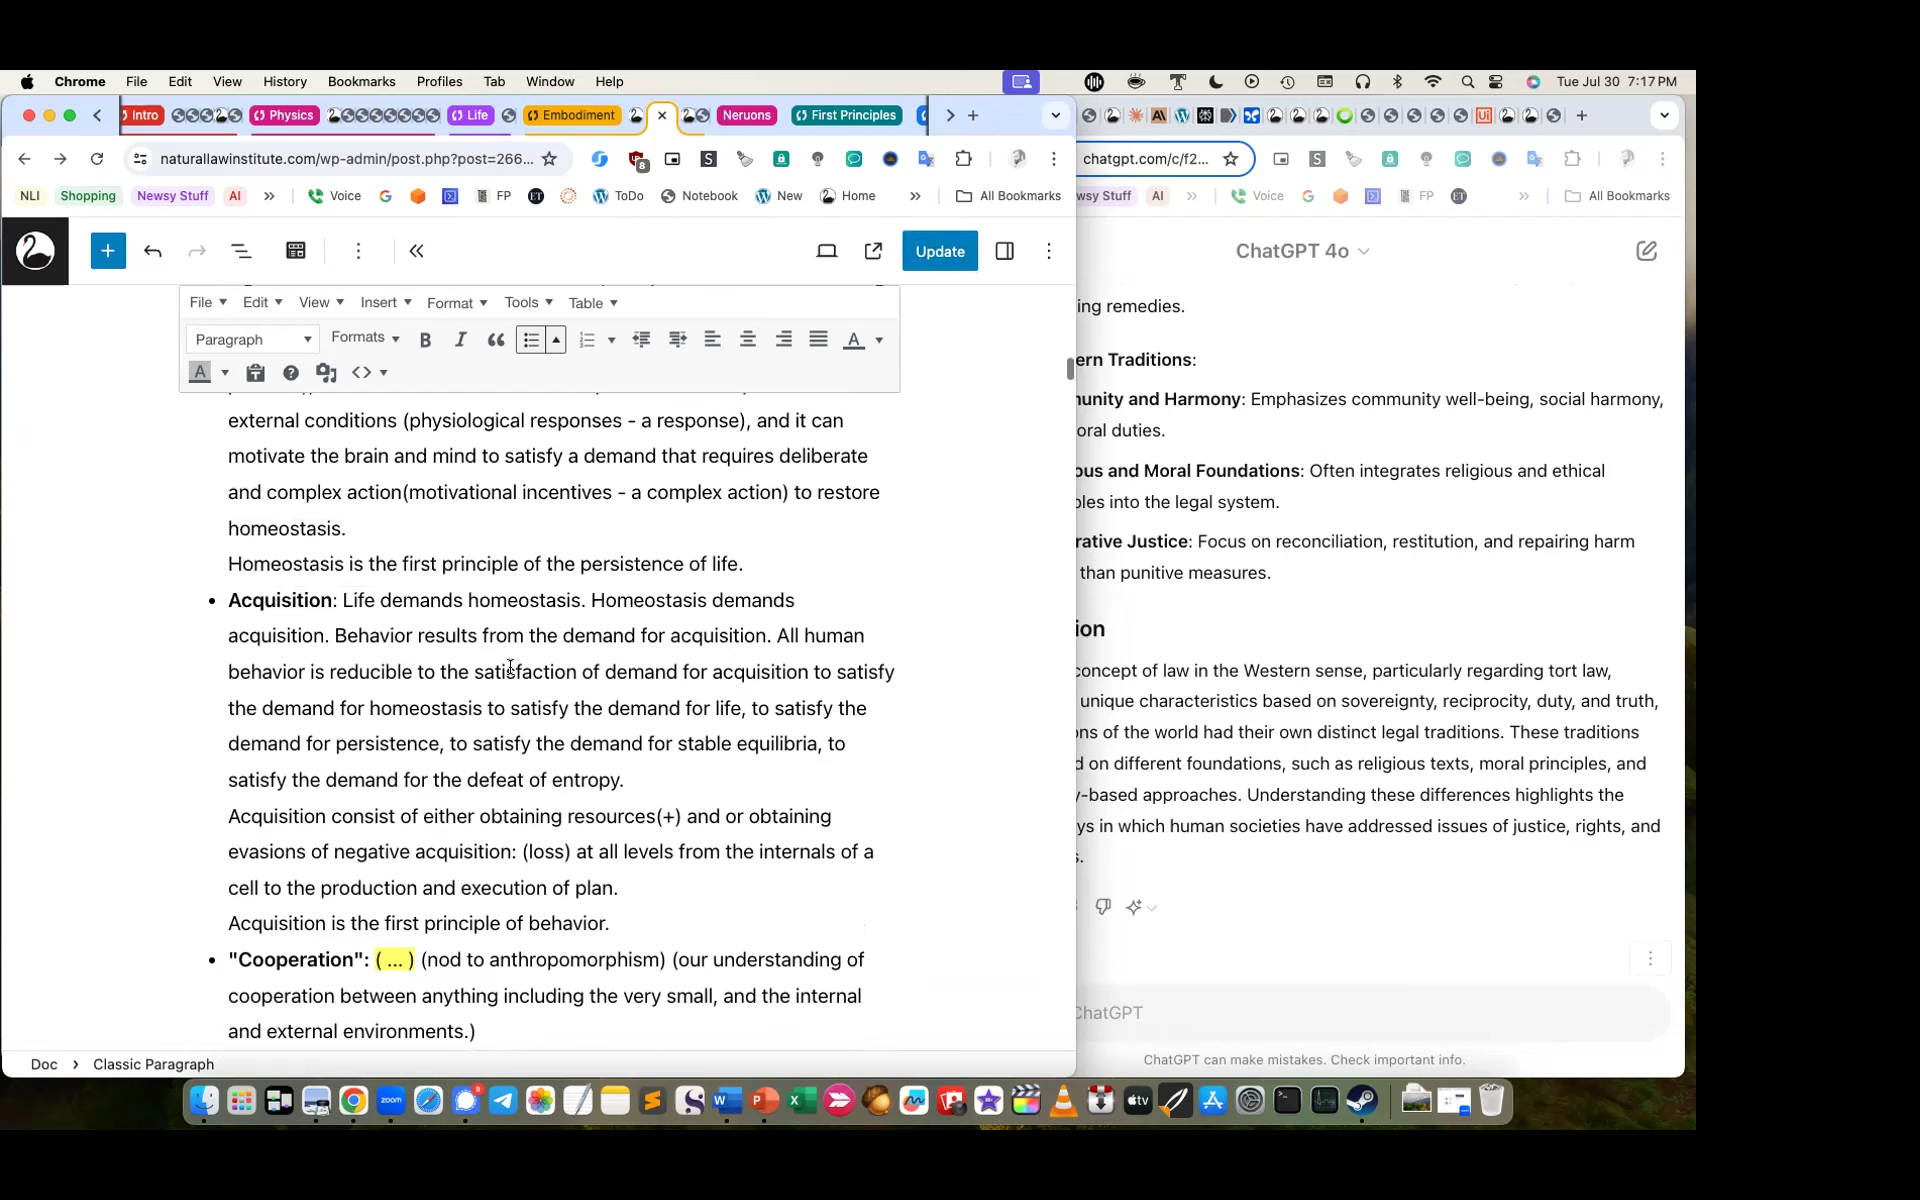 Chrome File Edit View History Bookmarks Profiles Tab Window Help
Tue Jul 30 7:17 PM
Intro Physics Life Embodiment Neruons First Principles
naturallawinstitute.com/wp-admin/post.php?post=266...
8
chatgpt.com/c/f2...
NLI Shopping Newsy Stuff AI » Voice FP ToDo Notebook New Home » All Bookmarks
wsy Stuff AI » Voice FP » All Bookmarks
Update
ChatGPT 4o
File Edit View Insert Format Tools Table
Paragraph Formats
external conditions (physiological responses - a response), and it can
motivate the brain and mind to satisfy a demand that requires deliberate
and complex action(motivational incentives - a complex action) to restore
homeostasis.
Homeostasis is the first principle of the persistence of life.
• Acquisition: Life demands homeostasis. Homeostasis demands
acquisition. Behavior results from the demand for acquisition. All human
behavior is reducible to the satisfaction of demand for acquisition to satisfy
the demand for homeostasis to satisfy the demand for life, to satisfy the
demand for persistence, to satisfy the demand for stable equilibria, to
satisfy the demand for the defeat of entropy.
Acquisition consist of either obtaining resources(+) and or obtaining
evasions of negative acquisition: (loss) at all levels from the internals of a
cell to the production and execution of plan.
Acquisition is the first principle of behavior.
• "Cooperation": ( ... ) (nod to anthropomorphism) (our understanding of
cooperation between anything including the very small, and the internal
and external environments.)
Doc > Classic Paragraph
ing remedies.
ern Traditions:
unity and Harmony: Emphasizes community well-being, social harmony,
oral duties.
ous and Moral Foundations: Often integrates religious and ethical
ples into the legal system.
rative Justice: Focus on reconciliation, restitution, and repairing harm
than punitive measures.
ion
concept of law in the Western sense, particularly regarding tort law,
unique characteristics based on sovereignty, reciprocity, duty, and truth,
ons of the world had their own distinct legal traditions. These traditions
d on different foundations, such as religious texts, moral principles, and
y-based approaches. Understanding these differences highlights the
ys in which human societies have addressed issues of justice, rights, and
s.
ChatGPT
ChatGPT can make mistakes. Check important info.
zoom
tv